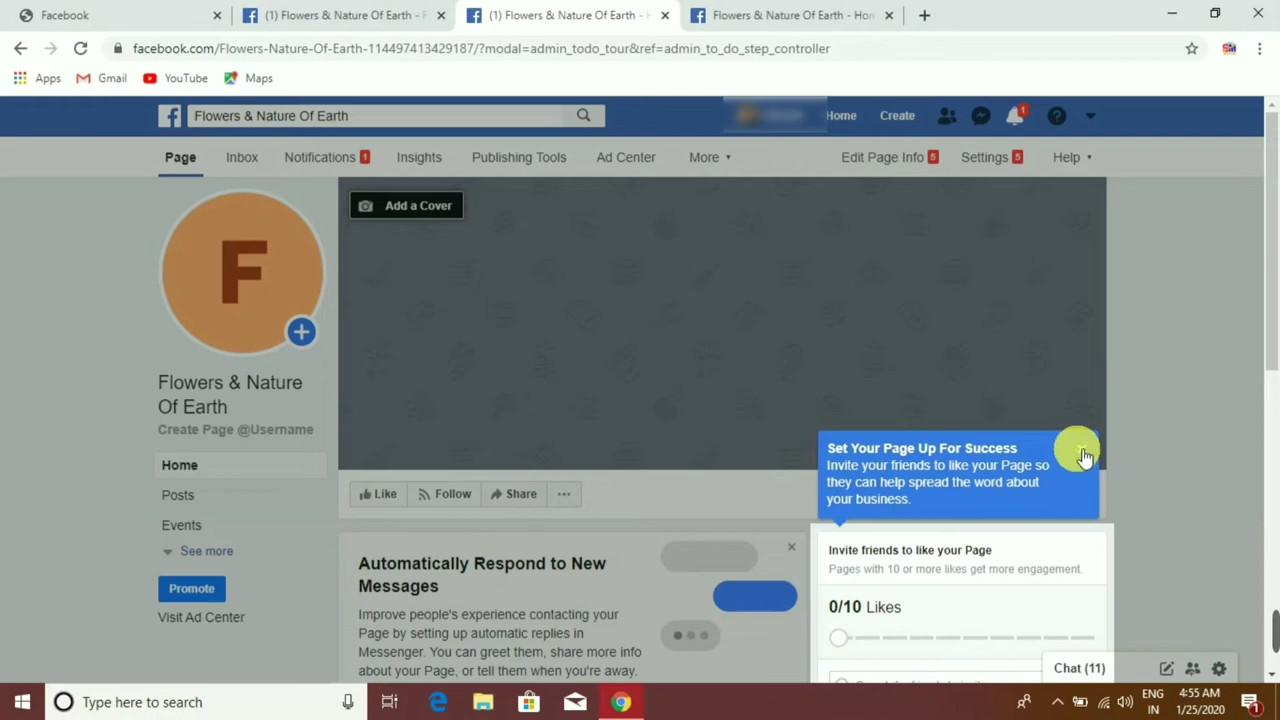 Facebook
(1) Flowers & Nature Of Earth - F
(1) Flowers & Nature Of Earth - H
Flowers & Nature Of Earth - Hom
facebook.com/Flowers-Nature-Of-Earth-114497413429187/?modal=admin_todo_tour&ref=admin_to_do_step_controller
Apps
Gmail
YouTube
Maps
Flowers & Nature Of Earth
Home
Create
1
Page
Inbox
Notifications 1
Insights
Publishing Tools
Ad Center
More
Edit Page Info 5
Settings 5
Help
Add a Cover
F
Flowers & Nature
Of Earth
Create Page @Username
Home
Posts
Events
See more
Promote
Visit Ad Center
Like
Follow
Share
Set Your Page Up For Success
Invite your friends to like your Page so
they can help spread the word about
your business.
Automatically Respond to New
Messages
Improve people's experience contacting your
Page by setting up automatic replies in
Messenger. You can greet them, share more info
about your Page, or tell them when you're away.
Invite friends to like your Page
Pages with 10 or more likes get more engagement.
0/10 Likes
Chat (11)
Type here to search
ENG
IN
4:55 AM
1/25/2020
1